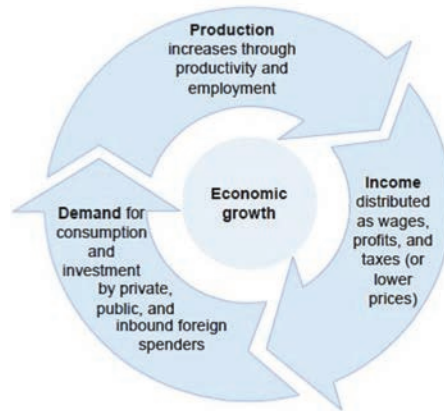 Production
increases through
productivity and
employment
Income
distributed
as wages,
profits, and
taxes (or
lower
prices)
Demand for
consumption
and
investment
by private,
public, and
inbound foreign
spenders
Economic
growth